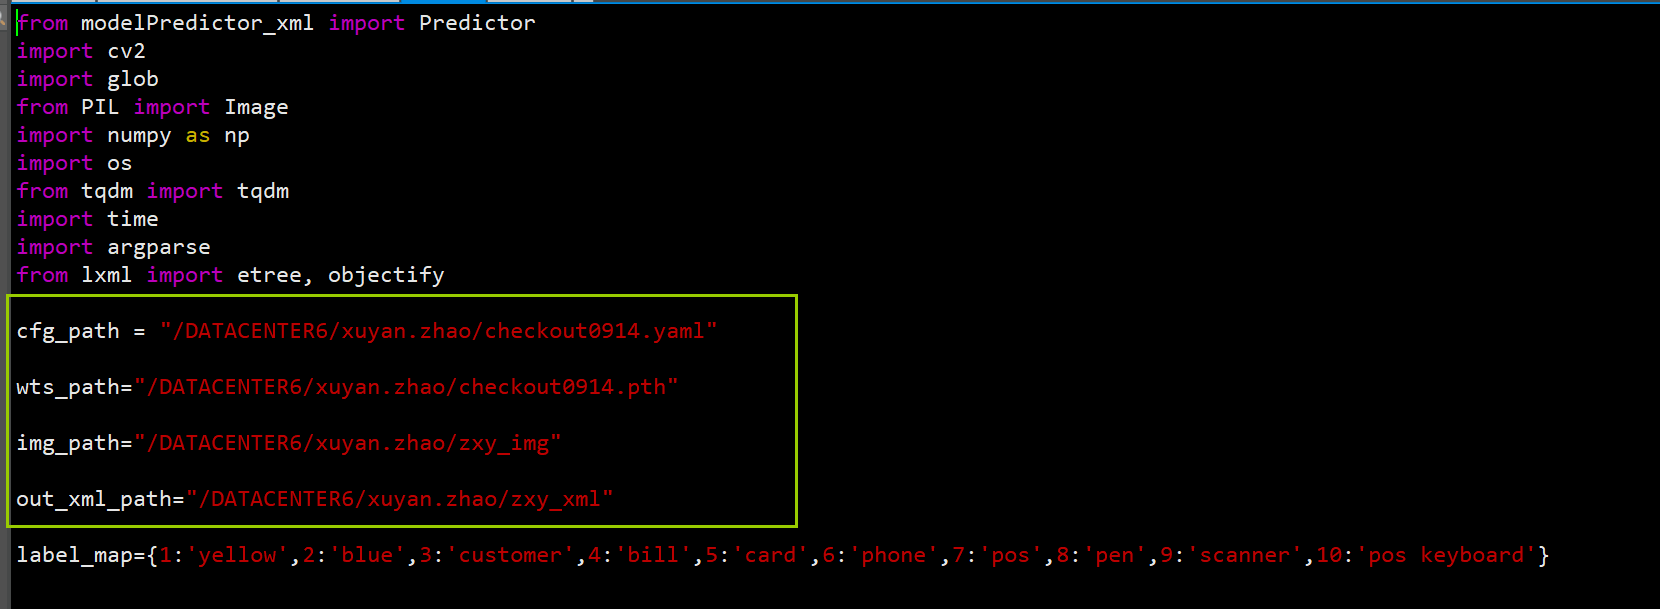 from modelPredictor_xml import Predictor
import cv2
import glob
from PIL import Image
import numpy as np
import os
from tqdm import tqdm
import time
import argparse
from lxml import etree, objectify
cfg_path = "/DATACENTER6/xuyan.zhao/checkout0914.yaml"
wts_path="/DATACENTER6/xuyan.zhao/checkout0914.pth"
img_path="/DATACENTER6/xuyan.zhao/zxy_img"
out_xml_path="/DATACENTER6/xuyan.zhao/zxy_xml"
label_map={1:'yellow',2:'blue',3:'customer',4:'bill',5:'card',6:'phone',7:'pos',8:'pen',9:'scanner',10:'pos keyboard'}